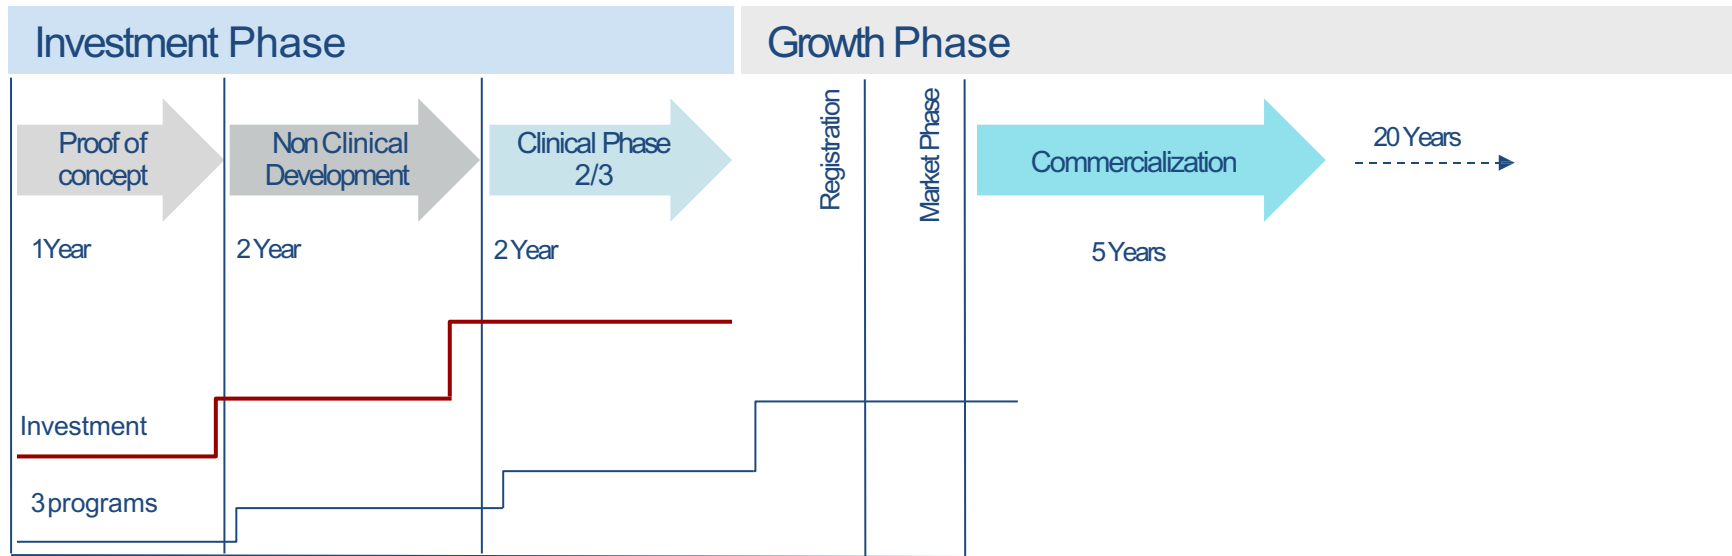 Investment Phase
Growth Phase
Proof of
concept
Non Clinical
Development
Clinical Phase
2/3
Registration
Market Phase
Commercialization
20 Years
1 Year
2 Year
2 Year
5 Years
Investment
3 programs